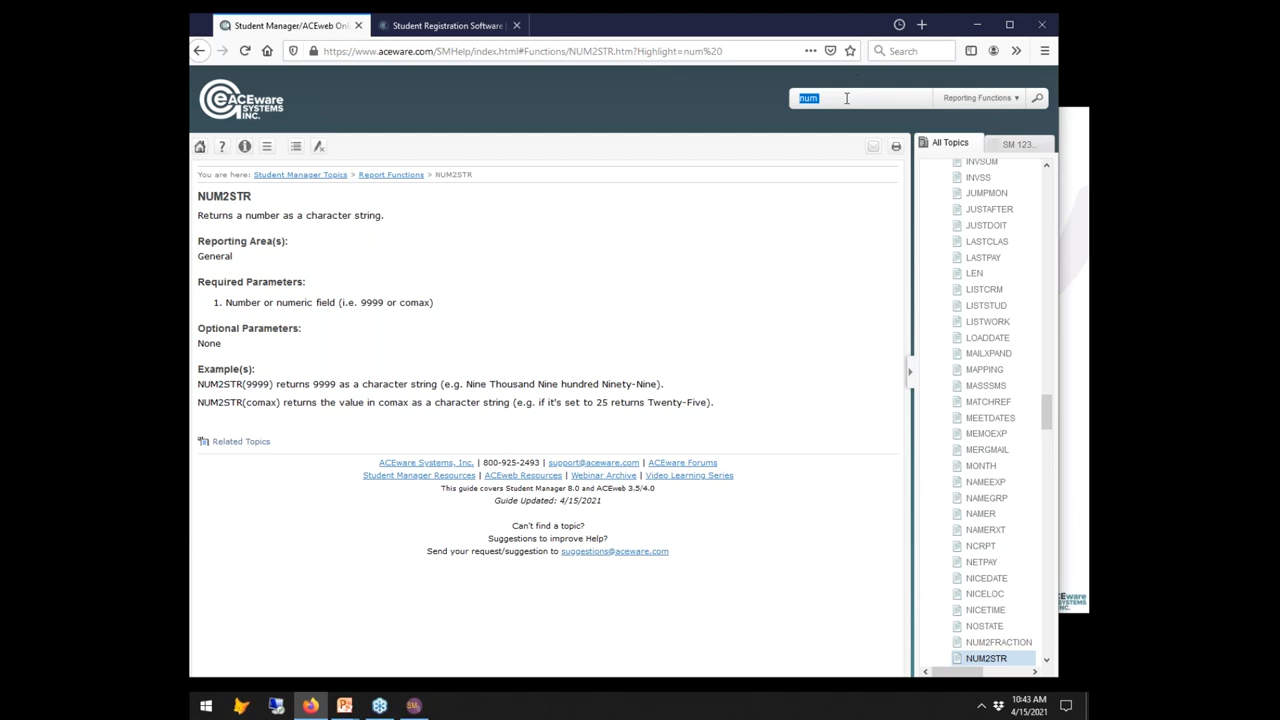 Student Manager/ACEweb Onl
Student Registration Software
https://www.aceware.com/SMHelp/index.html#Functions/NUM2STR.htm?Highlight=num%20
Search
ACEware
SYSTEMS
INC.
num
Reporting Functions
All Topics
SM 123...
You are here: Student Manager Topics > Report Functions > NUM2STR
NUM2STR
Returns a number as a character string.
Reporting Area(s):
General
Required Parameters:
1. Number or numeric field (i.e. 9999 or comax)
Optional Parameters:
None
Example(s):
NUM2STR(9999) returns 9999 as a character string (e.g. Nine Thousand Nine hundred Ninety-Nine).
NUM2STR(comax) returns the value in comax as a character string (e.g. if it's set to 25 returns Twenty-Five).
Related Topics
ACEware Systems, Inc. | 800-925-2493 | support@aceware.com | ACEware Forums
Student Manager Resources | ACEweb Resources | Webinar Archive | Video Learning Series
This guide covers Student Manager 8.0 and ACEweb 3.5/4.0
Guide Updated: 4/15/2021
Can't find a topic?
Suggestions to improve Help?
Send your request/suggestion to suggestions@aceware.com
INVSUM
INVSS
JUMPMON
JUSTAFTER
JUSTDOIT
LASTCLAS
LASTPAY
LEN
LISTCRM
LISTSTUD
LISTWORK
LOADDATE
MAILXPAND
MAPPING
MASSSMS
MATCHREF
MEETDATES
MEMOEXP
MERGMAIL
MONTH
NAMEEXP
NAMEGRP
NAMER
NAMERXT
NCRPT
NETPAY
NICEDATE
NICELOC
NICETIME
NOSTATE
NUM2FRACTION
NUM2STR
ACEware
SYSTEMS
INC.
10:43 AM
4/15/2021